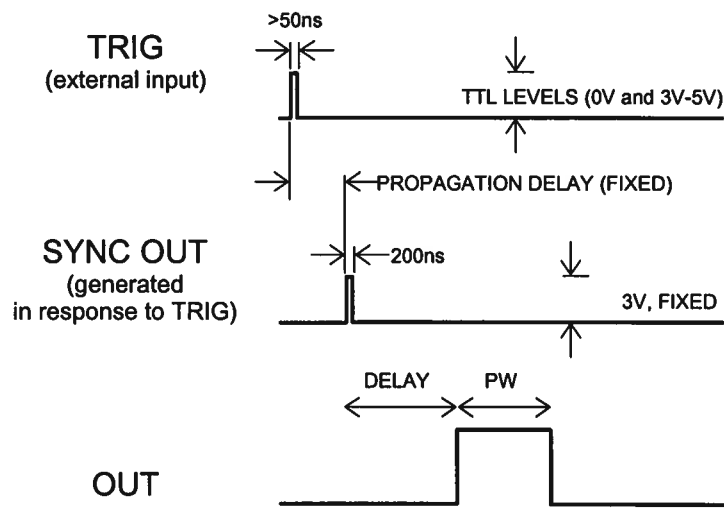 >50ns
TRIG
(external input)
TTL LEVELS (0V and 3V-5V)
PROPAGATION DELAY (FIXED)
SYNC OUT
(generated
in response to TRIG)
200ns
3V, FIXED
DELAY
PW
OUT